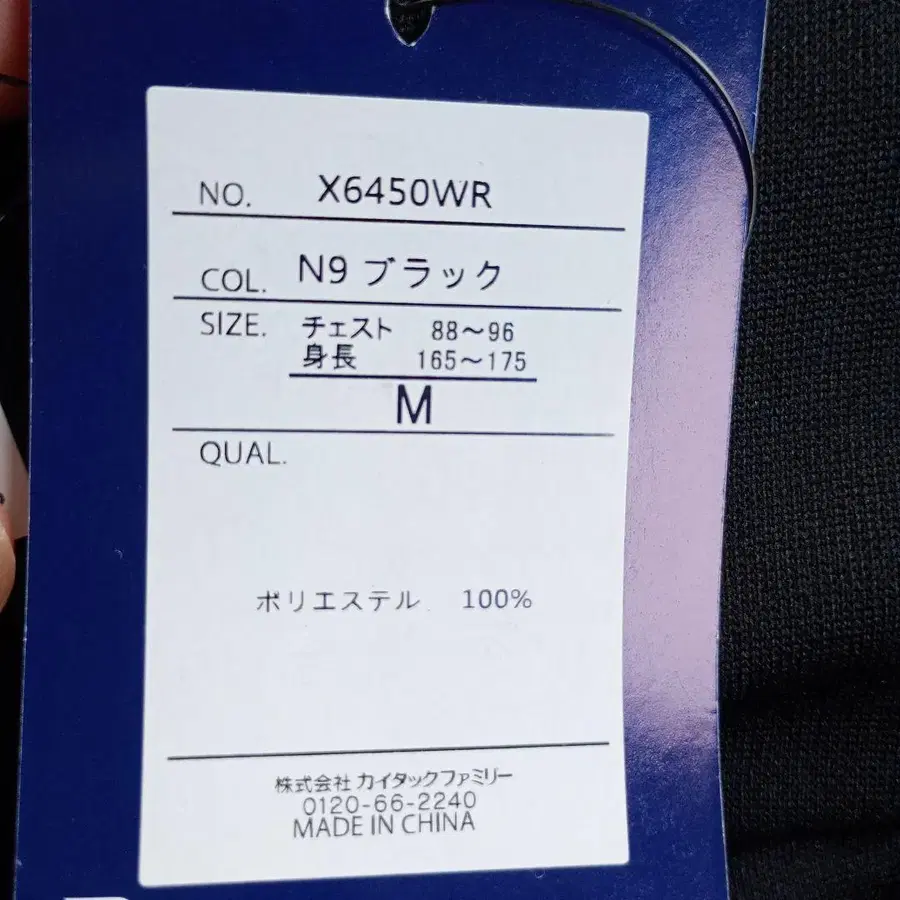 NO. X6450WR
COL. N9 ブラック
SIZE. チェスト 88～96
身長 165～175
M
QUAL.
ポリエステル 100%
株式会社 カイタックファミリー
0120-66-2240
MADE IN CHINA